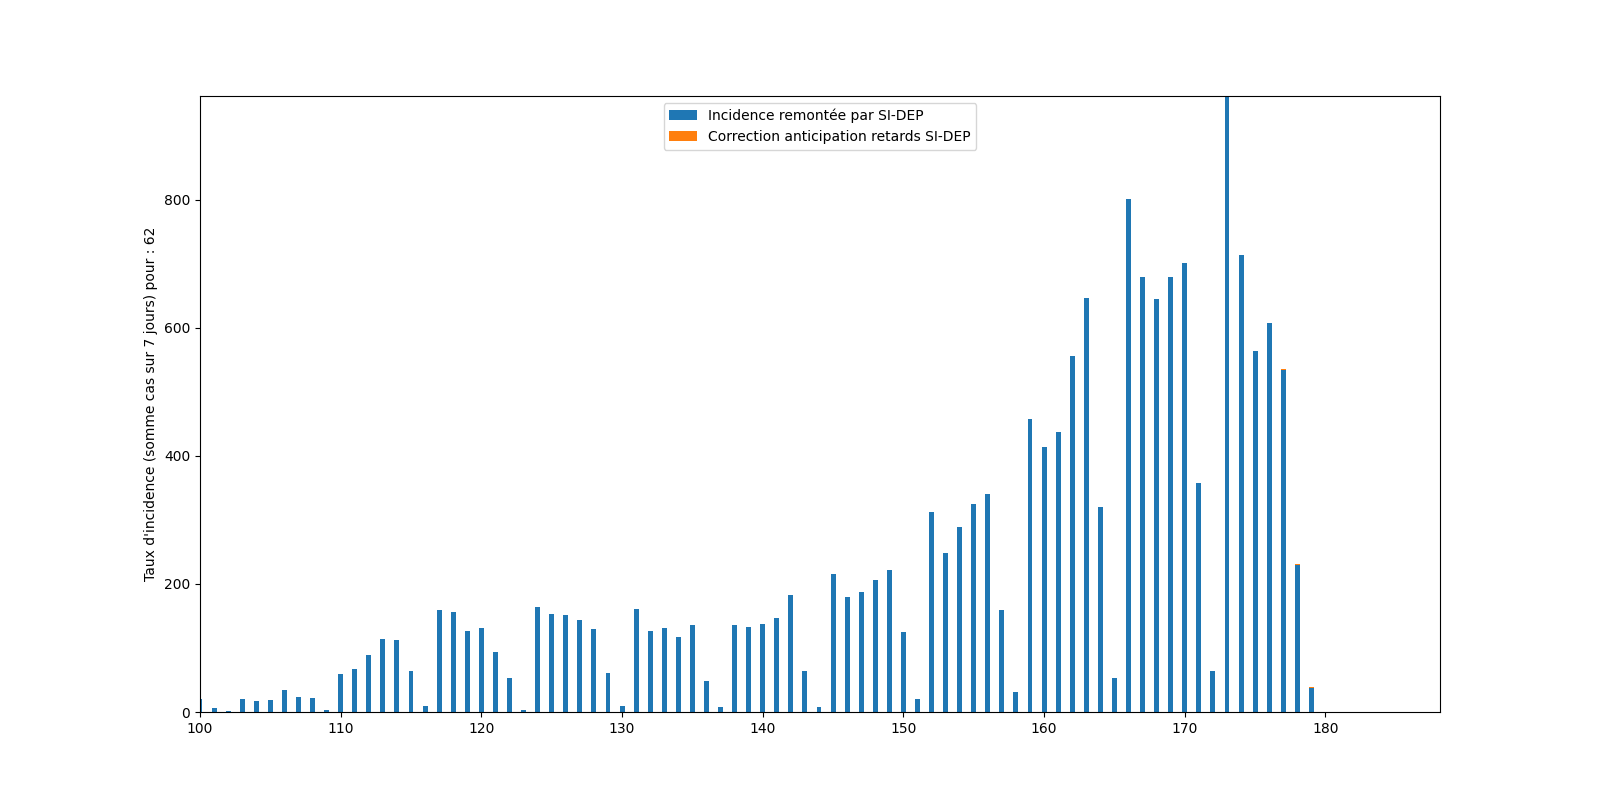 Incidence remontée par SI-DEP
Correction anticipation retards SI-DEP
Taux d'incidence (somme cas sur 7 jours) pour : 62
800
600
400
200
0
100 110 120 130 140 150 160 170 180